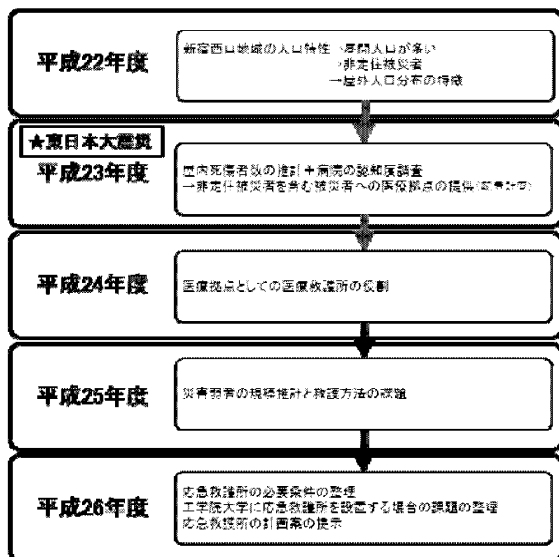 平成22年度
新宿西口地域の人口特性→昼間人口が多い
→非定住被災者
→屋外人口分布の特徴
★東日本大震災
平成23年度
屋内死傷者数の推計＋病院の認知度調査
→非定住被災者を含む被災者への医療拠点の提供
平成24年度
医療拠点としての医療救護所の役割
平成25年度
災害弱者の規模推計と救護方法の課題
平成26年度
応急救護所の必要条件の整理
工学院大学に応急救護所を設置する場合の課題の整理
応急救護所の計画案の提示